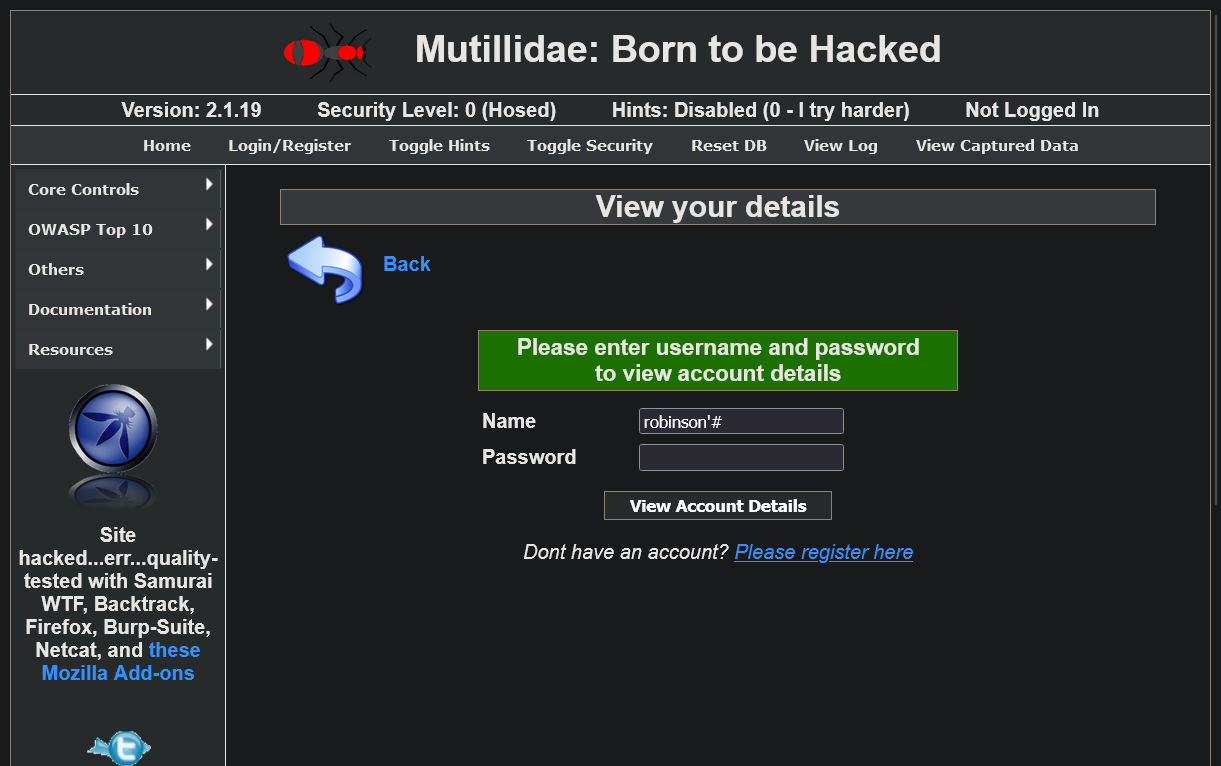 Mutillidae: Born to be Hacked
Version: 2.1.19 Security Level: 0 (Hosed) Hints: Disabled (0 - I try harder) Not Logged In
Home Login/Register Toggle Hints Toggle Security Reset DB View Log View Captured Data
Core Controls
OWASP Top 10
Others
Documentation
Resources
Site
hacked...err...quality-
tested with Samurai
WTF, Backtrack,
Firefox, Burp-Suite,
Netcat, and these
Mozilla Add-ons
View your details
Back
Please enter username and password
to view account details
Name robinson'#
Password
View Account Details
Dont have an account? Please register here